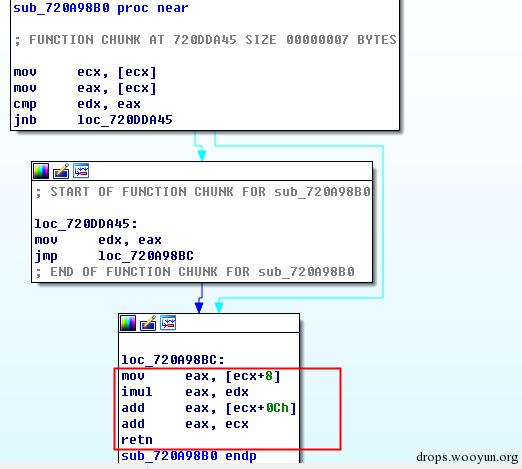 sub_720A98B0 proc near
; FUNCTION CHUNK AT 720DDA45 SIZE 00000007 BYTES
mov     ecx, [ecx]
mov     eax, [ecx]
cmp     edx, eax
jnb     loc_720DDA45
; START OF FUNCTION CHUNK FOR sub_720A98B0
loc_720DDA45:
mov     edx, eax
jmp     loc_720A98BC
; END OF FUNCTION CHUNK FOR sub_720A98B0
loc_720A98BC:
mov     eax, [ecx+8]
imul    eax, edx
add     eax, [ecx+0Ch]
add     eax, ecx
retn
sub_720A98B0 endp
drops.wooyun.org